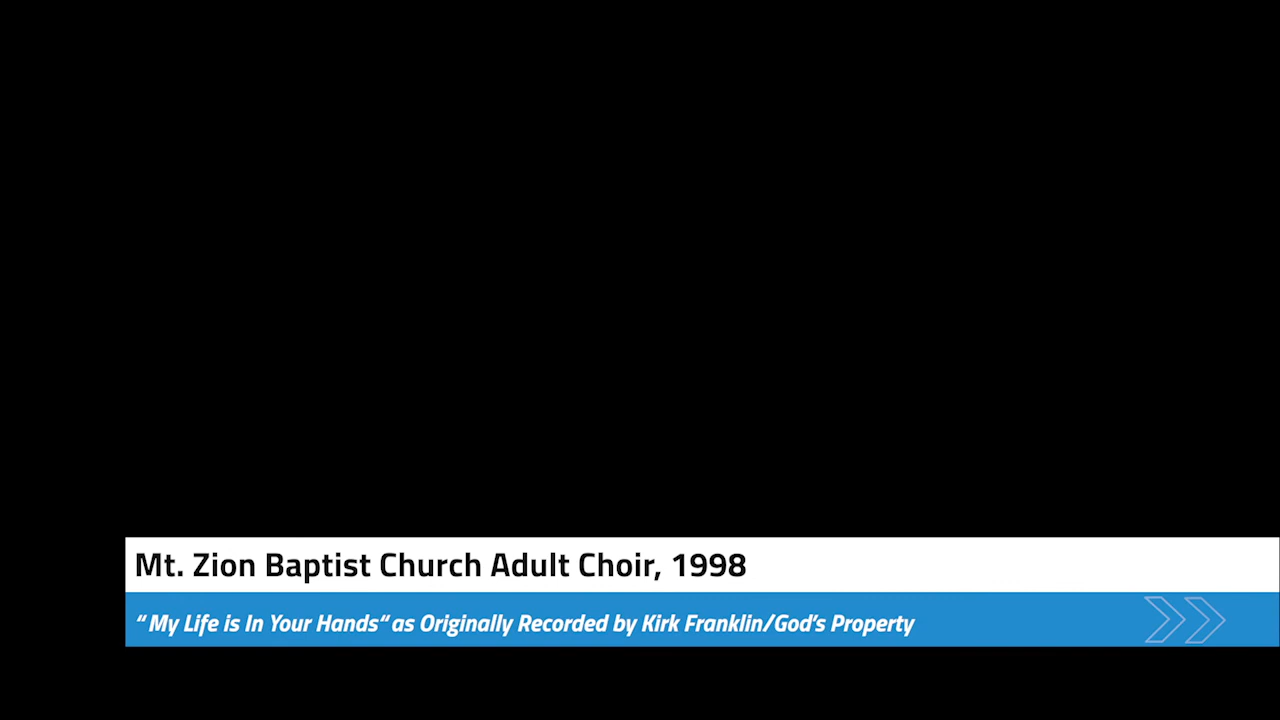 Mt. Zion Baptist Church Adult Choir, 1998
“My Life is In Your Hands“ as Originally Recorded by Kirk Franklin/God’s Property